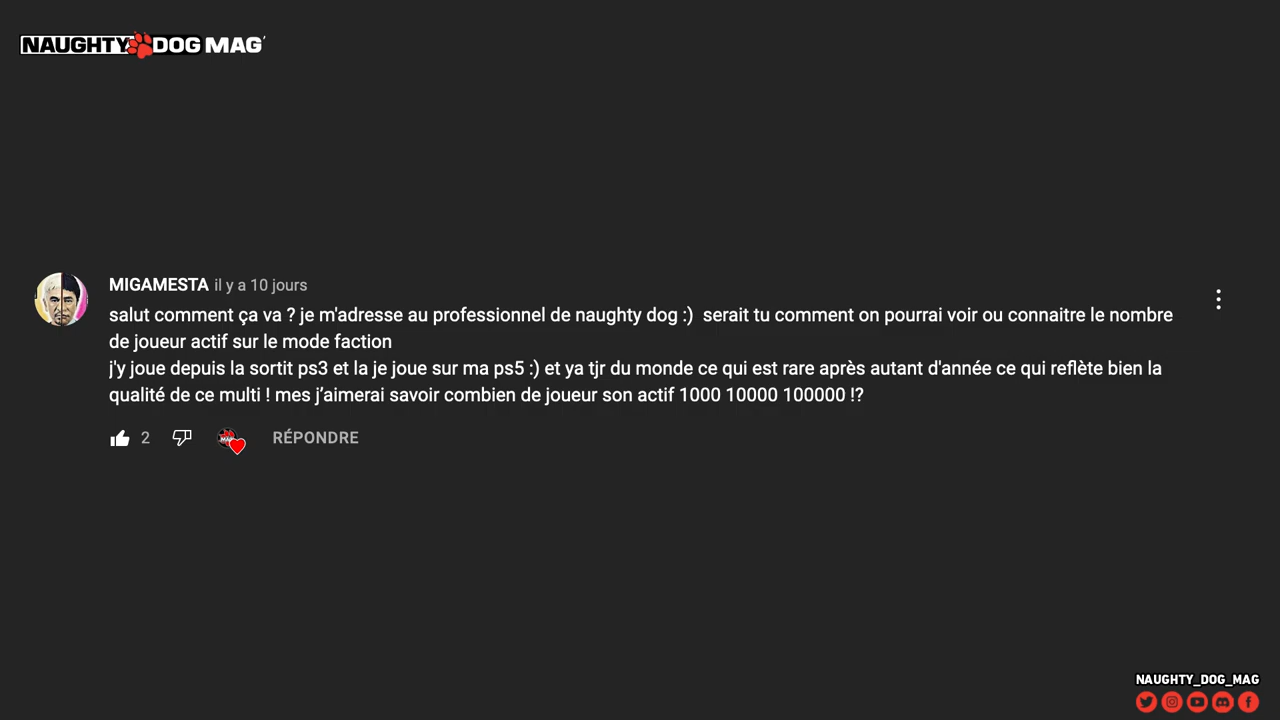 NAUGHTY DOG MAG'
MIGAMESTA il y a 10 jours
salut comment ça va ? je m'adresse au professionnel de naughty dog :)  serait tu comment on pourrai voir ou connaitre le nombre
de joueur actif sur le mode faction
j'y joue depuis la sortit ps3 et la je joue sur ma ps5 :) et ya tjr du monde ce qui est rare après autant d'année ce qui reflète bien la
qualité de ce multi ! mes j’aimerai savoir combien de joueur son actif 1000 10000 100000 !?
2 RÉPONDRE
NAUGHTY_DOG_MAG